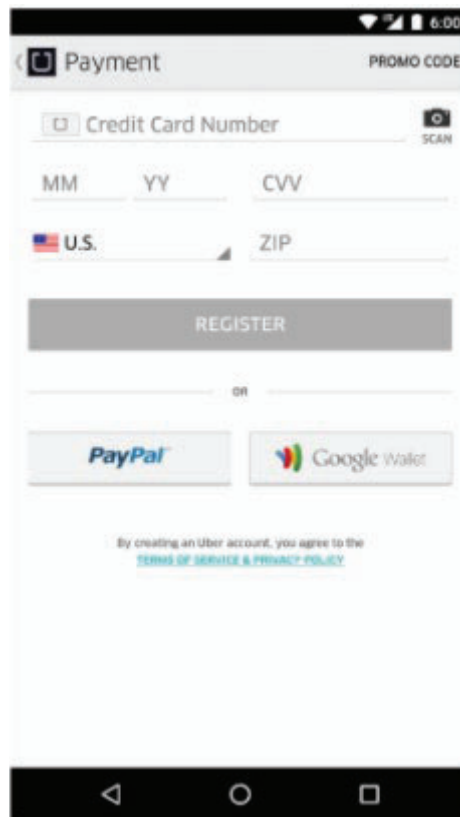 6:00
Payment PROMO CODE
Credit Card Number
SCAN
MM YY CVV
U.S. ZIP
REGISTER
OR
PayPal Google Wallet
By creating an Uber account, you agree to the
TERMS OF SERVICE & PRIVACY POLICY